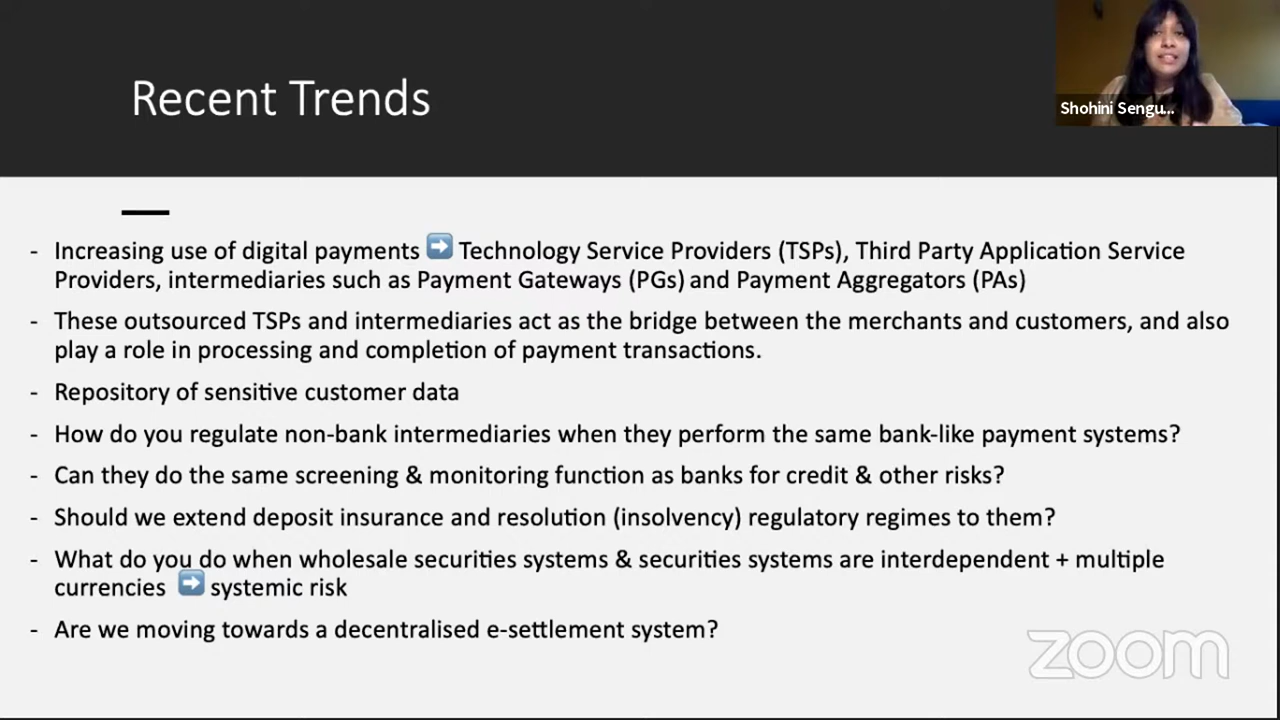 Recent Trends
Shohini Sengu...
- Increasing use of digital payments ➡ Technology Service Providers (TSPs), Third Party Application Service
Providers, intermediaries such as Payment Gateways (PGs) and Payment Aggregators (PAs)
- These outsourced TSPs and intermediaries act as the bridge between the merchants and customers, and also
play a role in processing and completion of payment transactions.
- Repository of sensitive customer data
- How do you regulate non-bank intermediaries when they perform the same bank-like payment systems?
- Can they do the same screening & monitoring function as banks for credit & other risks?
- Should we extend deposit insurance and resolution (insolvency) regulatory regimes to them?
- What do you do when wholesale securities systems & securities systems are interdependent + multiple
currencies ➡ systemic risk
- Are we moving towards a decentralised e-settlement system?
zoom